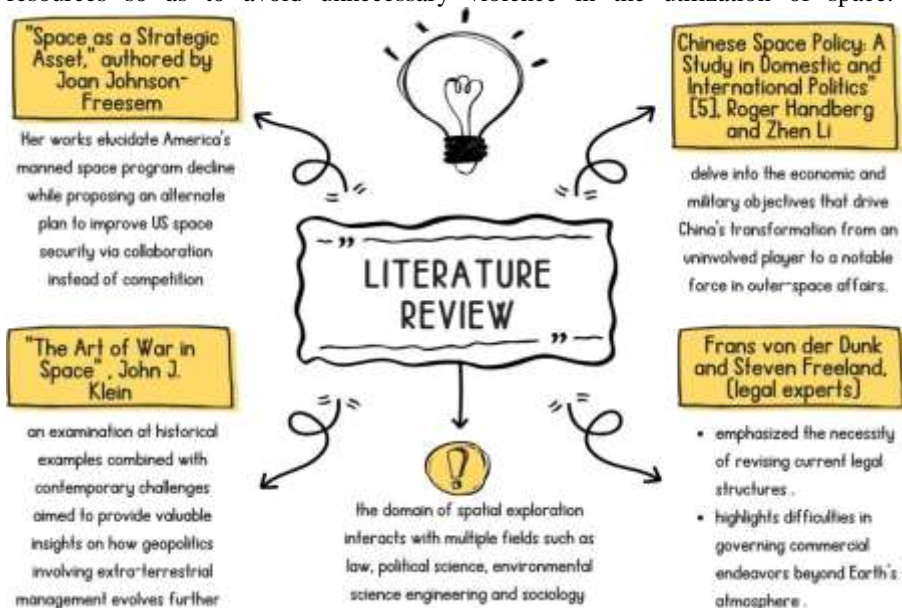 resources so as to avoid unnecessary violence in the utilization of space.
"Space as a Strategic
Asset," authored by
Joan Johnson-
Freesem
Her works elucidate America's
manned space program decline
while proposing an alternate
plan to improve US space
security via collaboration
instead of competition
Chinese Space Policy: A
Study in Domestic and
International Politics"
[5], Roger Handberg
and Zhen Li
delve into the economic and
military objectives that drive
China's transformation from an
uninvolved player to a notable
force in outer-space affairs.
LITERATURE
REVIEW
"The Art of War in
Space", John J.
Klein
an examination of historical
examples combined with
contemporary challenges
aimed to provide valuable
insights on how geopolitics
involving extra-terrestrial
management evolves further
!
the domain of spatial exploration
interacts with multiple fields such as
law, political science, environmental
science engineering and sociology
Frans von der Dunk
and Steven Freeland,
(legal experts)
• emphasized the necessity
of revising current legal
structures .
• highlights difficulties in
governing commercial
endeavors beyond Earth's
atmosphere .